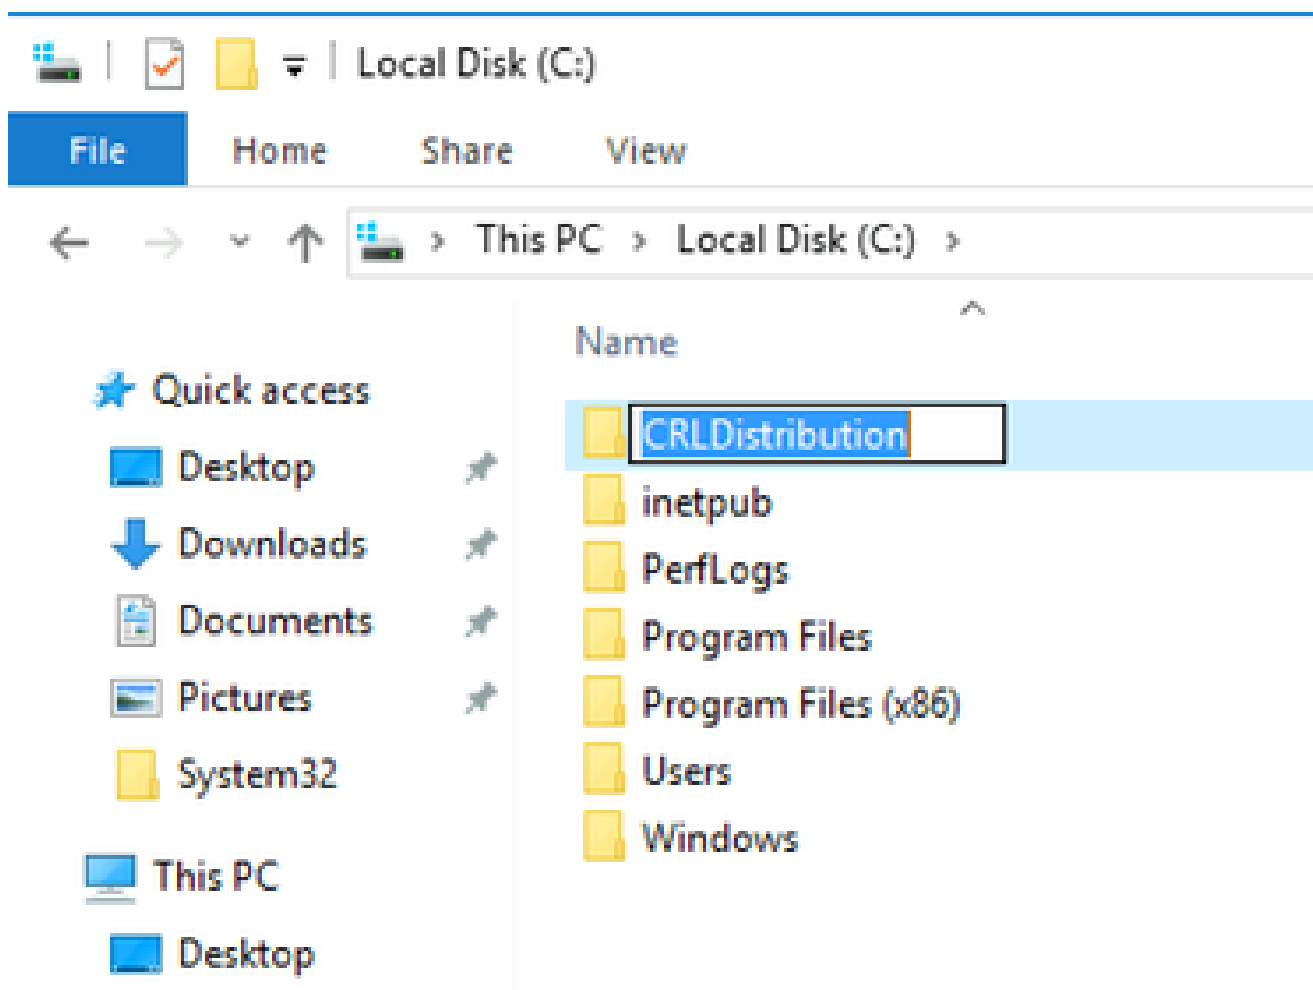 Local Disk (C:)
File Home Share View
This PC Local Disk (C:)
Name
Quick access
Desktop
Downloads
Documents
Pictures
System32
This PC
Desktop
CRLDistribution
inetpub
PerfLogs
Program Files
Program Files (x86)
Users
Windows